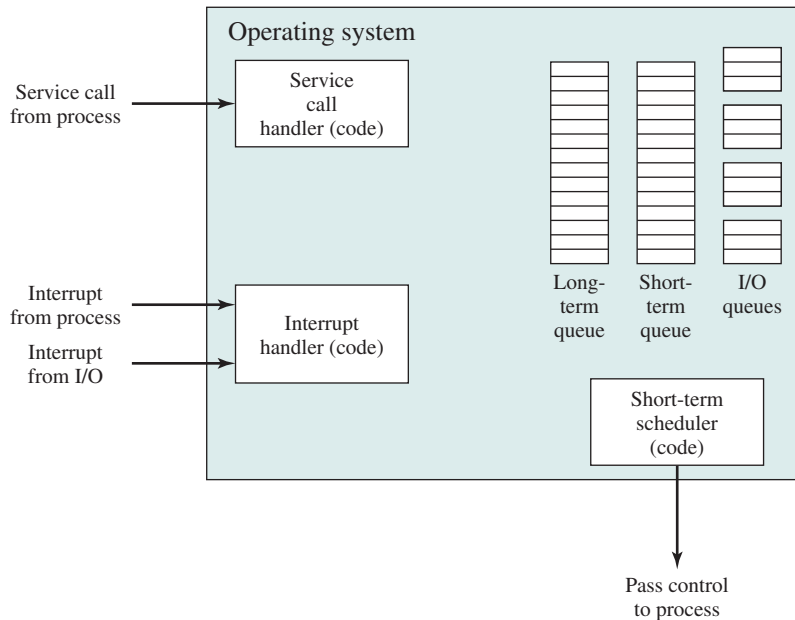 Operating system
Service call
from process
Service
call
handler (code)
Interrupt
from process
Interrupt
from I/O
Interrupt
handler (code)
Long-
term
queue
Short-
term
queue
I/O
queues
Short-term
scheduler
(code)
Pass control
to process